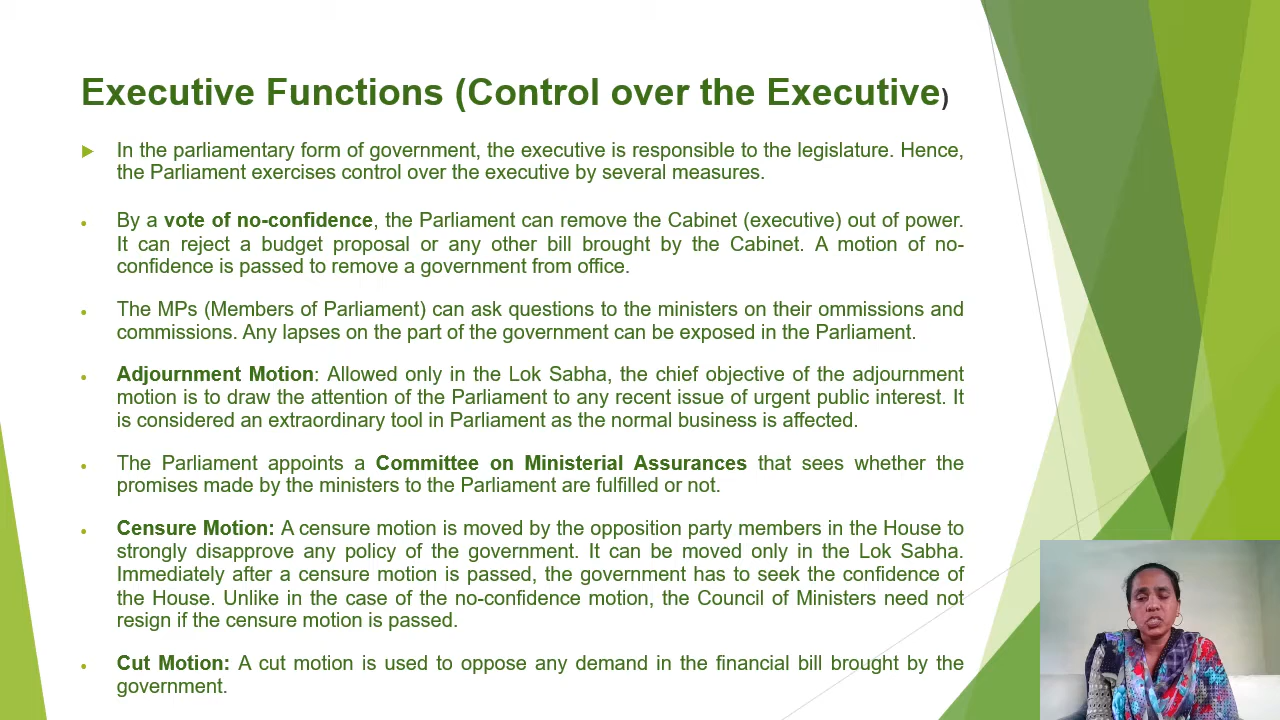 Executive Functions (Control over the Executive)
In the parliamentary form of government, the executive is responsible to the legislature. Hence,
the Parliament exercises control over the executive by several measures.
By a vote of no-confidence, the Parliament can remove the Cabinet (executive) out of power.
It can reject a budget proposal or any other bill brought by the Cabinet. A motion of no-
confidence is passed to remove a government from office.
The MPs (Members of Parliament) can ask questions to the ministers on their ommissions and
commissions. Any lapses on the part of the government can be exposed in the Parliament.
Adjournment Motion: Allowed only in the Lok Sabha, the chief objective of the adjournment
motion is to draw the attention of the Parliament to any recent issue of urgent public interest. It
is considered an extraordinary tool in Parliament as the normal business is affected.
The Parliament appoints a Committee on Ministerial Assurances that sees whether the
promises made by the ministers to the Parliament are fulfilled or not.
Censure Motion: A censure motion is moved by the opposition party members in the House to
strongly disapprove any policy of the government. It can be moved only in the Lok Sabha.
Immediately after a censure motion is passed, the government has to seek the confidence of
the House. Unlike in the case of the no-confidence motion, the Council of Ministers need not
resign if the censure motion is passed.
Cut Motion: A cut motion is used to oppose any demand in the financial bill brought by the
government.